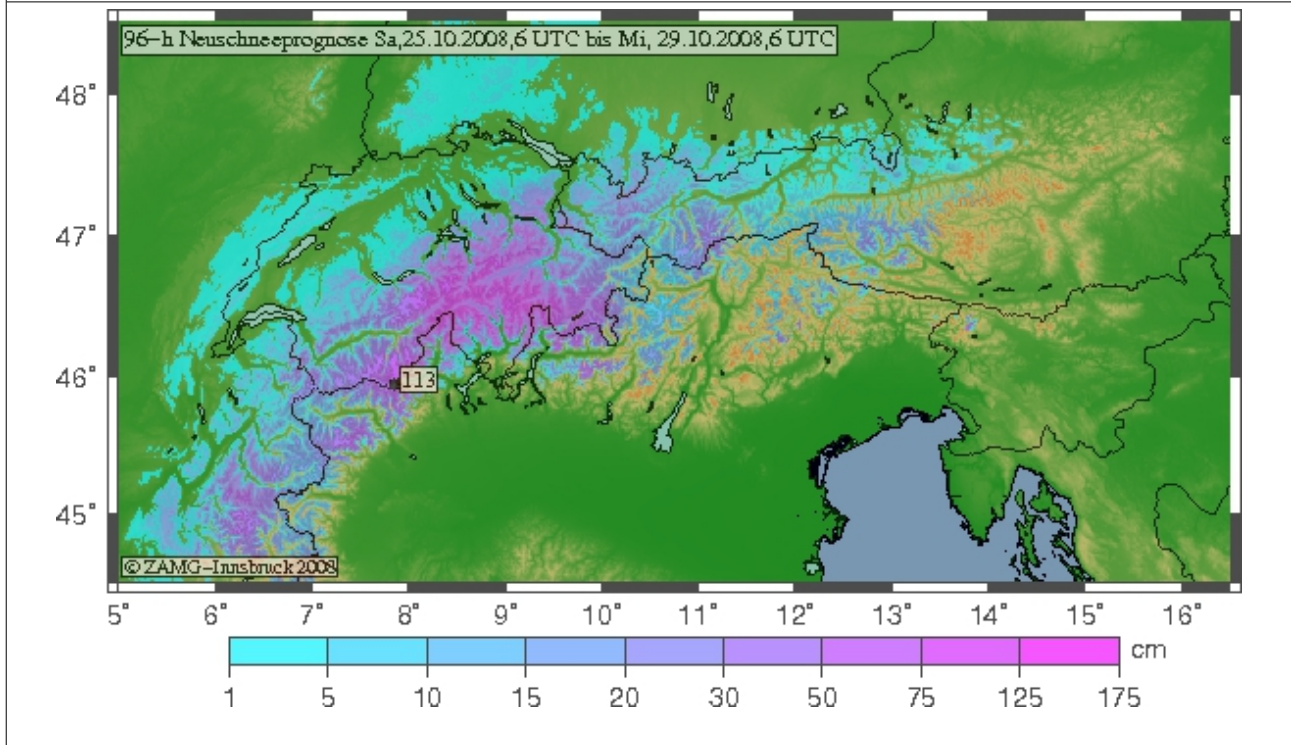 96-h Neuschneeprognose Sa,25.10.2008,6 UTC bis Mi, 29.10.2008,6 UTC
48°
47°
46°
113
45°
© ZAMG-Innsbruck 2008
5° 6° 7° 8° 9° 10° 11° 12° 13° 14° 15° 16°
cm
1 5 10 15 20 30 50 75 125 175